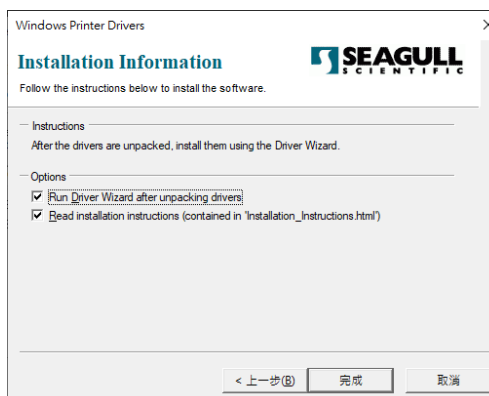 Windows Printer Drivers
Installation Information
SEAGULL
SCIENTIFIC
Follow the instructions below to install the software.
Instructions
After the drivers are unpacked, install them using the Driver Wizard.
Options
Run Driver Wizard after unpacking drivers
Read installation instructions (contained in 'Installation_Instructions.html')
< 上一步(B)
完成
取消